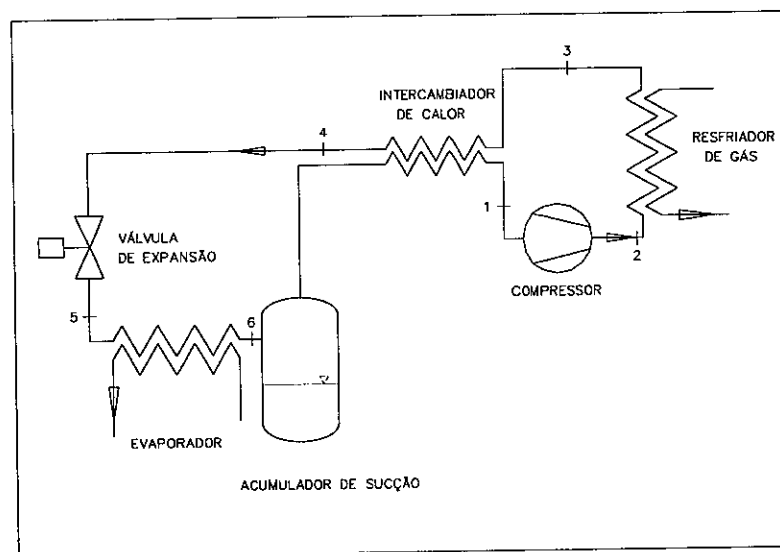 3
INTERCAMBIADOR
DE CALOR
4
RESFRIADOR
DE GÁS
1
VÁLVULA
DE EXPANSÃO
2
COMPRESSOR
5
6
EVAPORADOR
ACUMULADOR DE SUCÇÃO